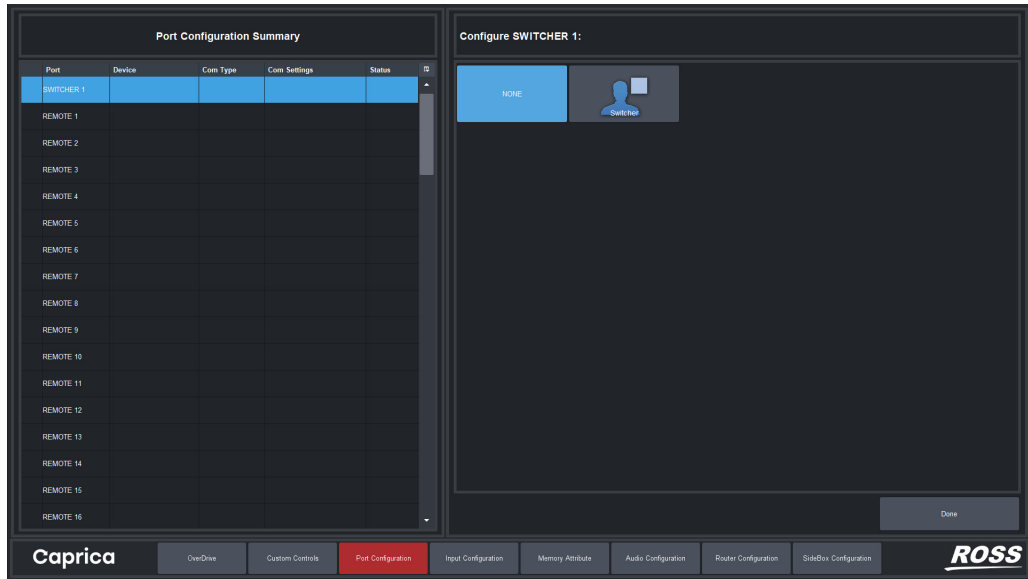 Port Configuration Summary
Configure SWITCHER 1:
Port Device Com Type Com Settings Status
SWITCHER 1
REMOTE 1
REMOTE 2
REMOTE 3
REMOTE 4
REMOTE 5
REMOTE 6
REMOTE 7
REMOTE 8
REMOTE 9
REMOTE 10
REMOTE 11
REMOTE 12
REMOTE 13
REMOTE 14
REMOTE 15
REMOTE 16
NONE
Switcher
Done
Caprica
OverDrive
Custom Controls
Port Configuration
Input Configuration
Memory Attribute
Audio Configuration
Router Configuration
SideBox Configuration
ROSS